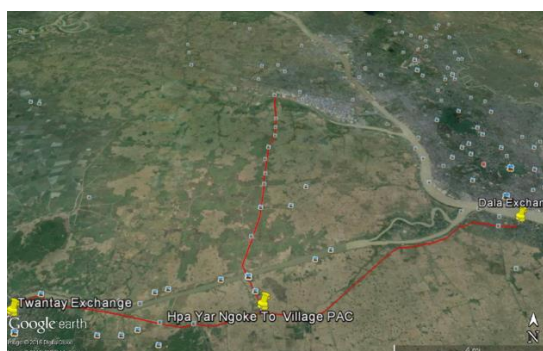 Dala Exchan
Twantay Exchange
Hpa Yar Ngoke To Village PAC
Google earth
N